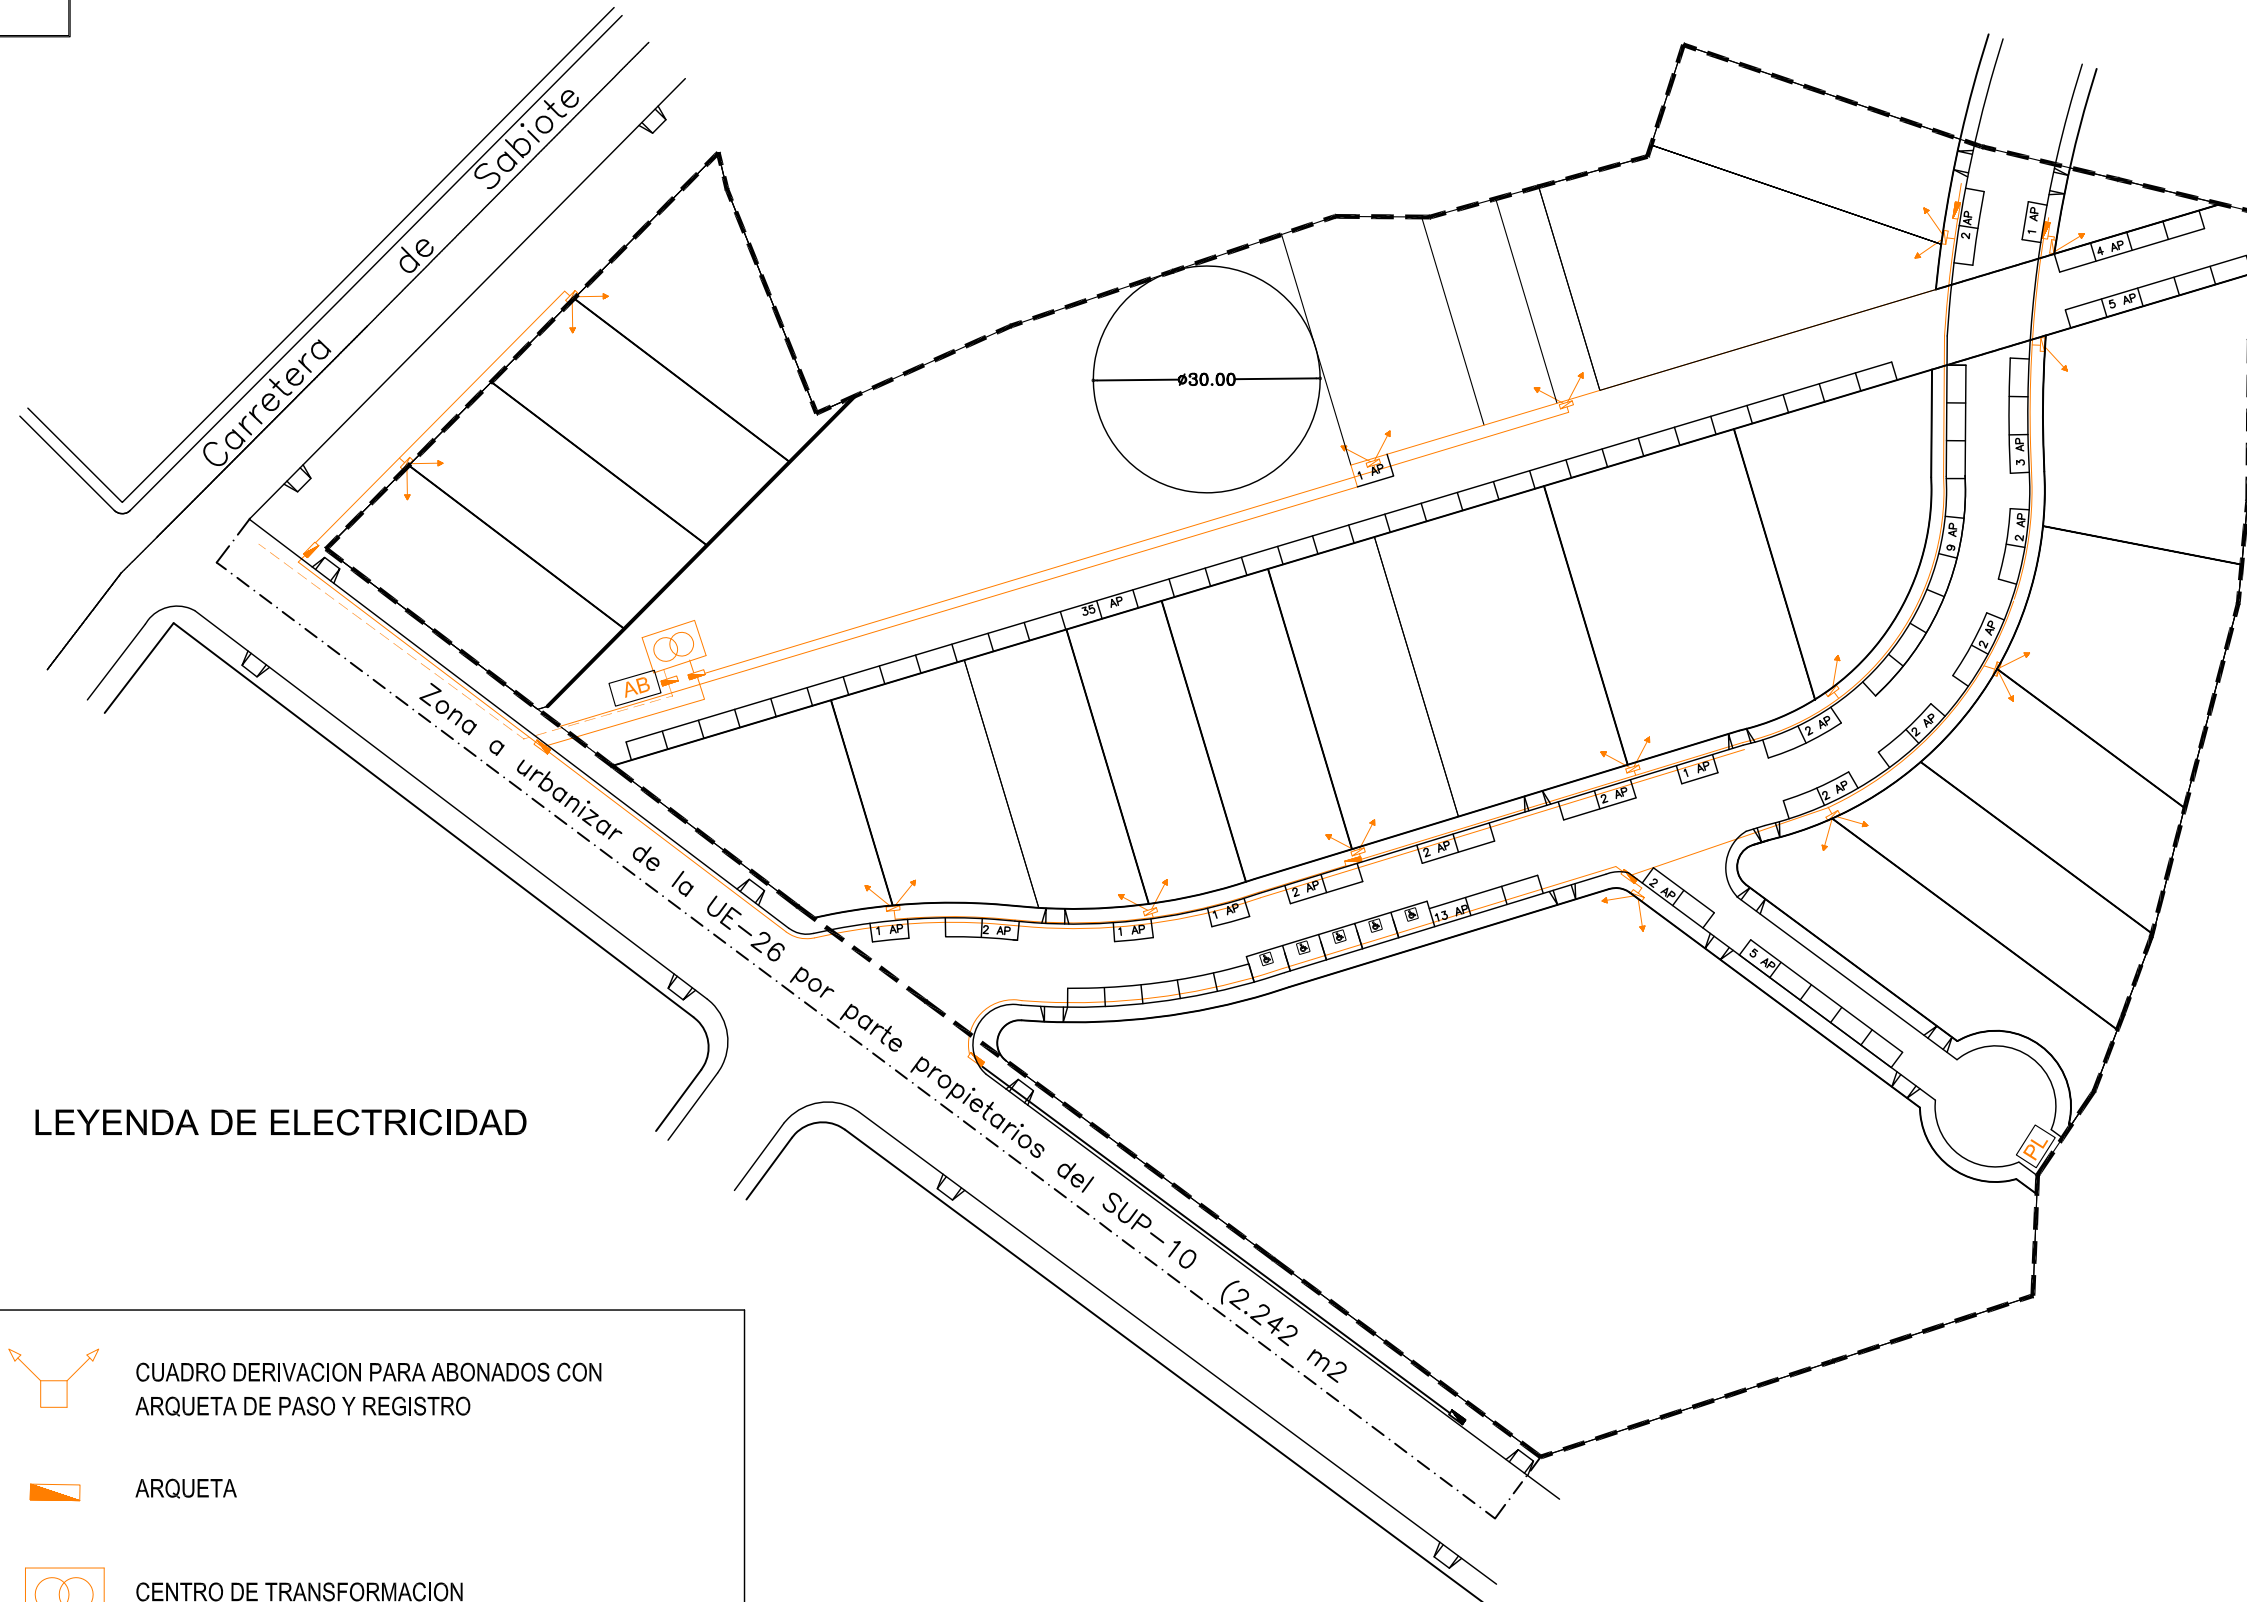 Carretera de Sabiote
ø30.00
2 AP
1 AP
4 AP
5 AP
1 AP
3 AP
9 AP
2 AP
35 AP
2 AP
AB
2 AP
2 AP
2 AP
1 AP
2 AP
2 AP
2 AP
1 AP
1 AP
2 AP
1 AP
13 AP
2 AP
5 AP
PL
Zona a urbanizar de la UE-26 por parte propietarios del SUP-10 (2.242 m2
LEYENDA DE ELECTRICIDAD
CUADRO DERIVACION PARA ABONADOS CON
ARQUETA DE PASO Y REGISTRO
ARQUETA
CENTRO DE TRANSFORMACION